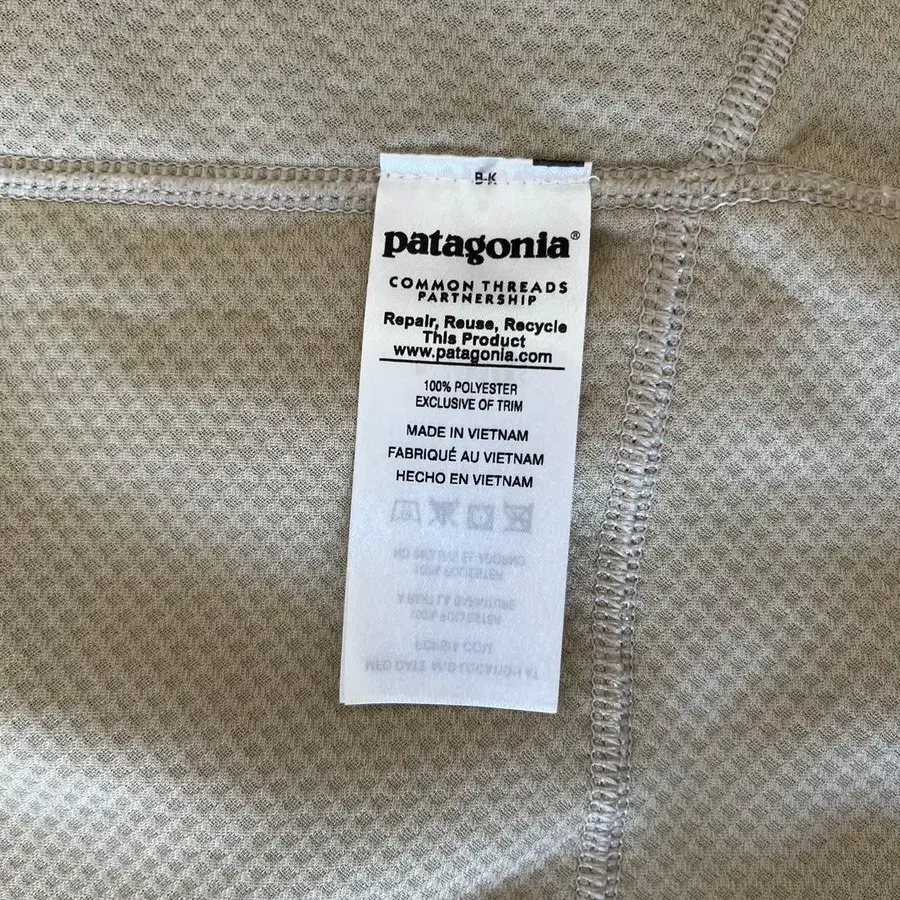 B-K
patagonia®
COMMON THREADS
PARTNERSHIP
Repair, Reuse, Recycle
This Product
www.patagonia.com
100% POLYESTER
EXCLUSIVE OF TRIM
MADE IN VIETNAM
FABRIQUÉ AU VIETNAM
HECHO EN VIETNAM